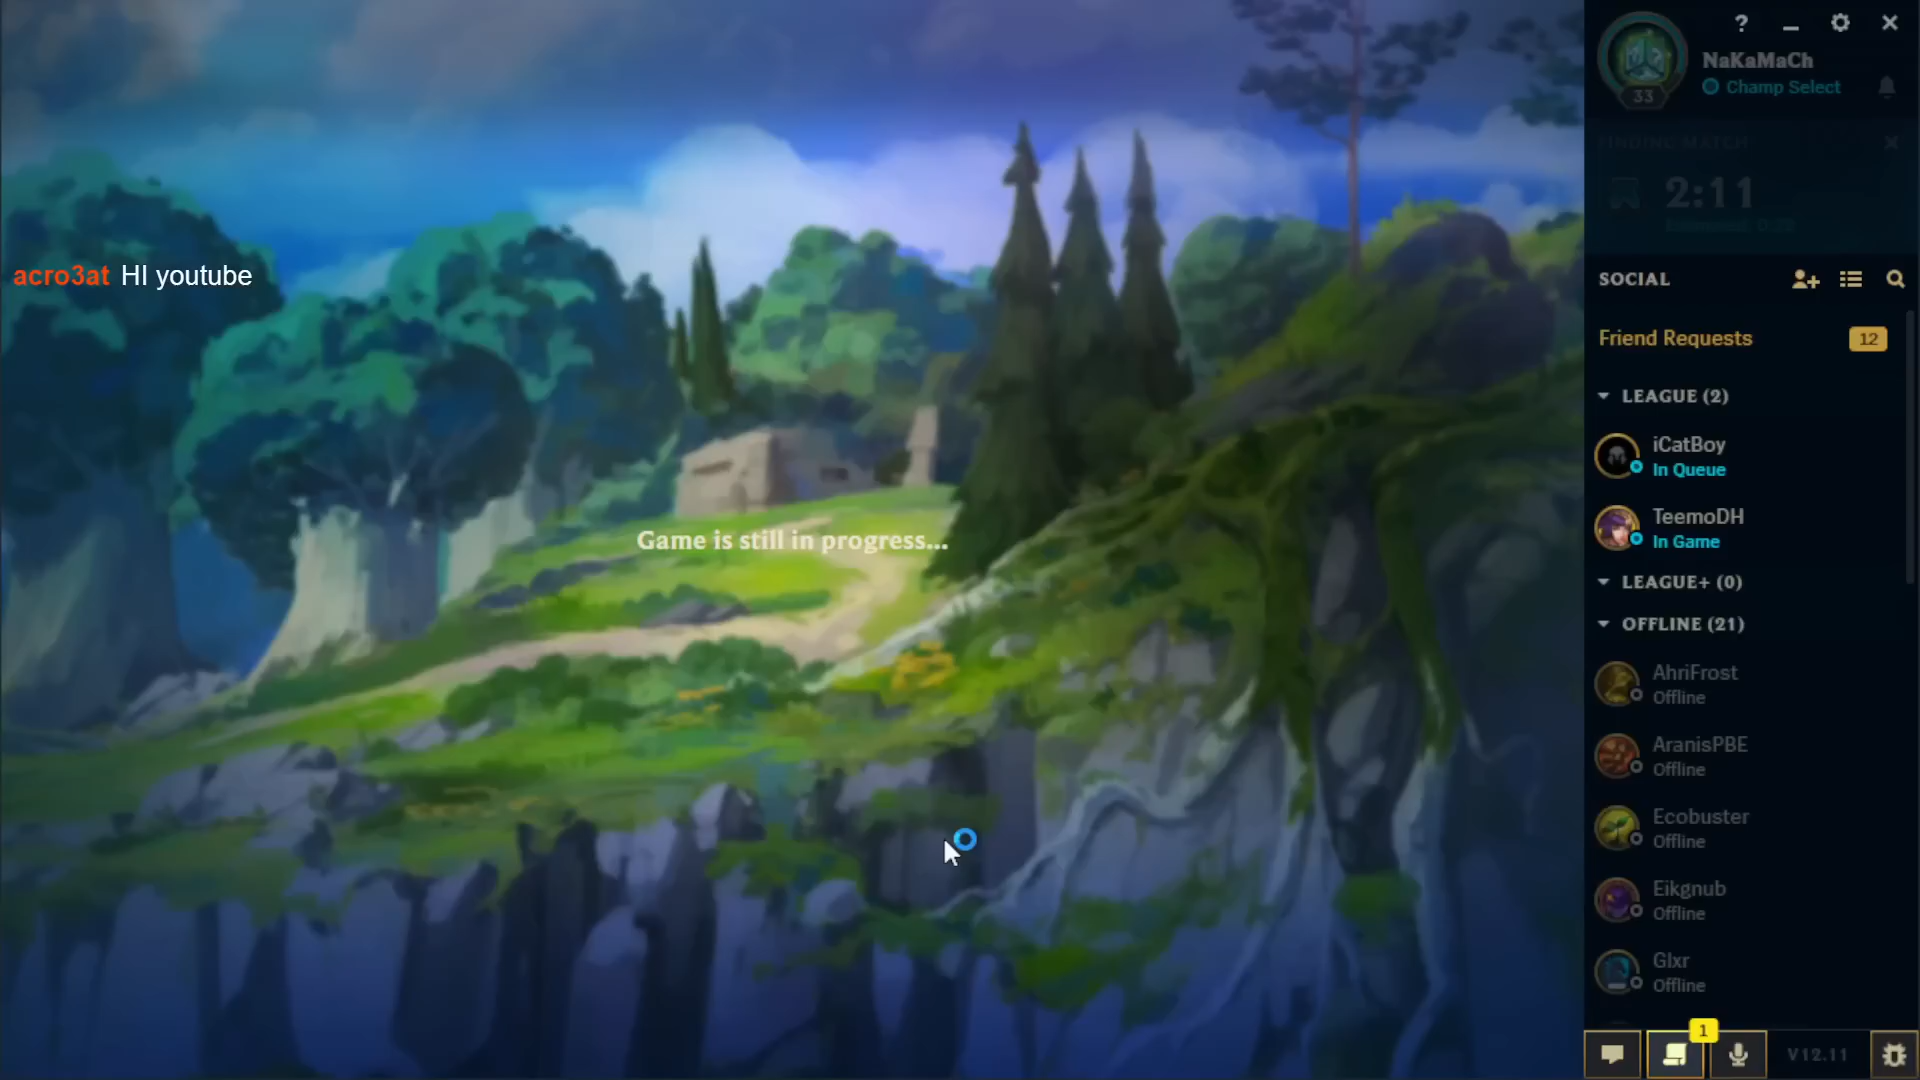 ?
NaKaMaCh
33
Champ Select
FINDING MATCH
2:11
acro3at HI youtube
SOCIAL
Friend Requests
12
LEAGUE (2)
iCatBoy
In Queue
TeemoDH
In Game
Game is still in progress...
LEAGUE+ (0)
OFFLINE (21)
AhriFrost
Offline
AranisPBE
Offline
Ecobuster
Offline
Eikgnub
Offline
Glxr
Offline
1
V12.11